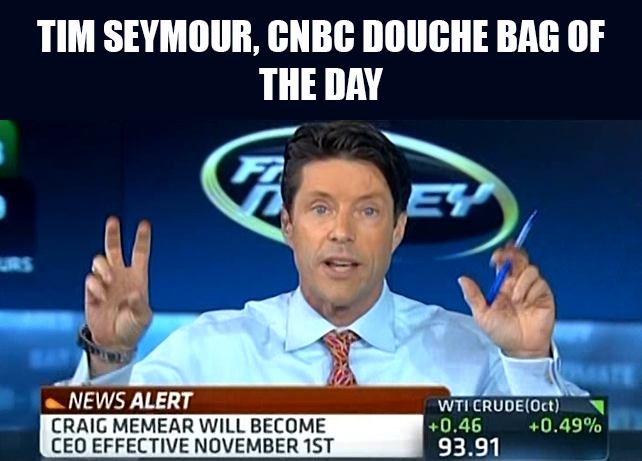 TIM SEYMOUR, CNBC DOUCHE BAG OF
THE DAY
URS
NEWS ALERT
CRAIG MEMEAR WILL BECOME
CEO EFFECTIVE NOVEMBER 1ST
WTI CRUDE(Oct)
+0.46 +0.49%
93.91